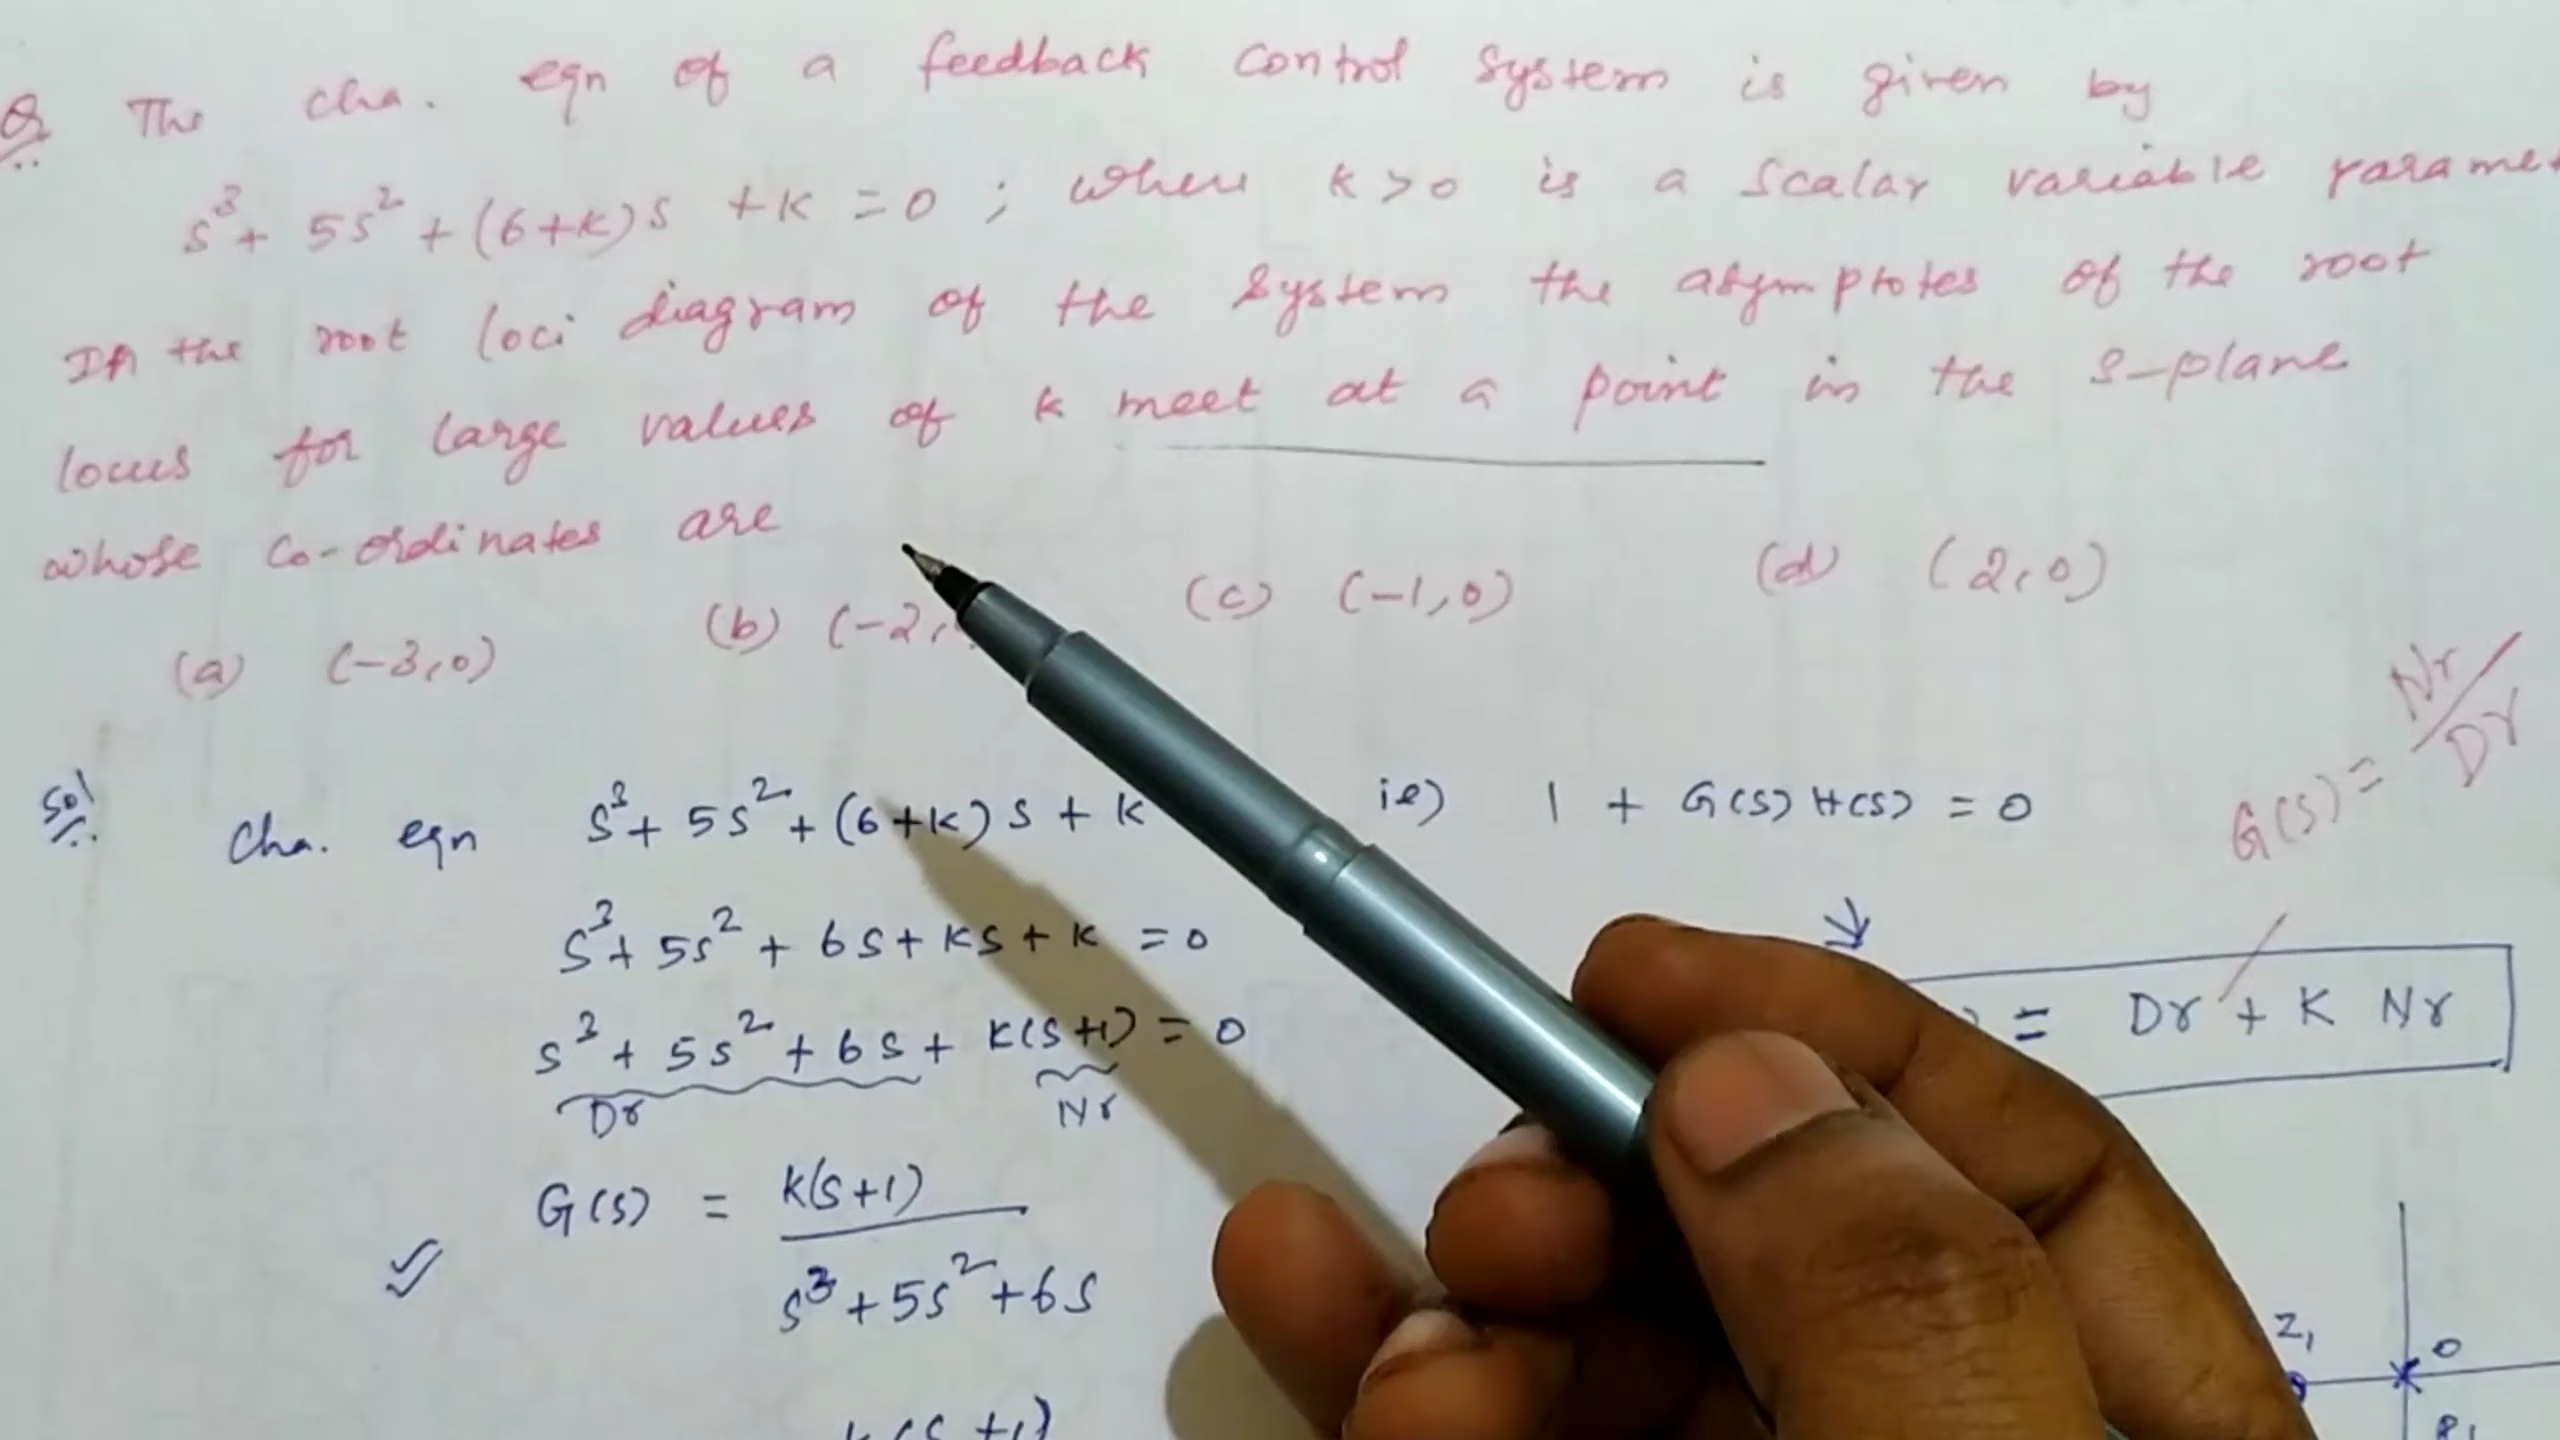 Q The cha. eqn of a feedback control system is given by
s³ + 5s² + (6+k)s + k = 0 ; where k > 0 is a scalar variable paramet
In the root loci diagram of the system the asymptotes of the root
locus for large values of k meet at a point in the s-plane
whose co-ordinates are
(a) (-3,0) (b) (-2, (c) (-1,0) (d) (2,0)
G(s) = Nr/Dr
Sol Cha. eqn s³ + 5s² + (6+k)s + k ie) 1 + G(s) H(s) = 0
s³ + 5s² + 6s + ks + k = 0
s³ + 5s² + 6s + k(s+1) = 0
= Dr + K Nr
Dr Nr
G(s) = k(s+1)
s³ + 5s² + 6s
k(s+1)
Z₁ 0
P₁